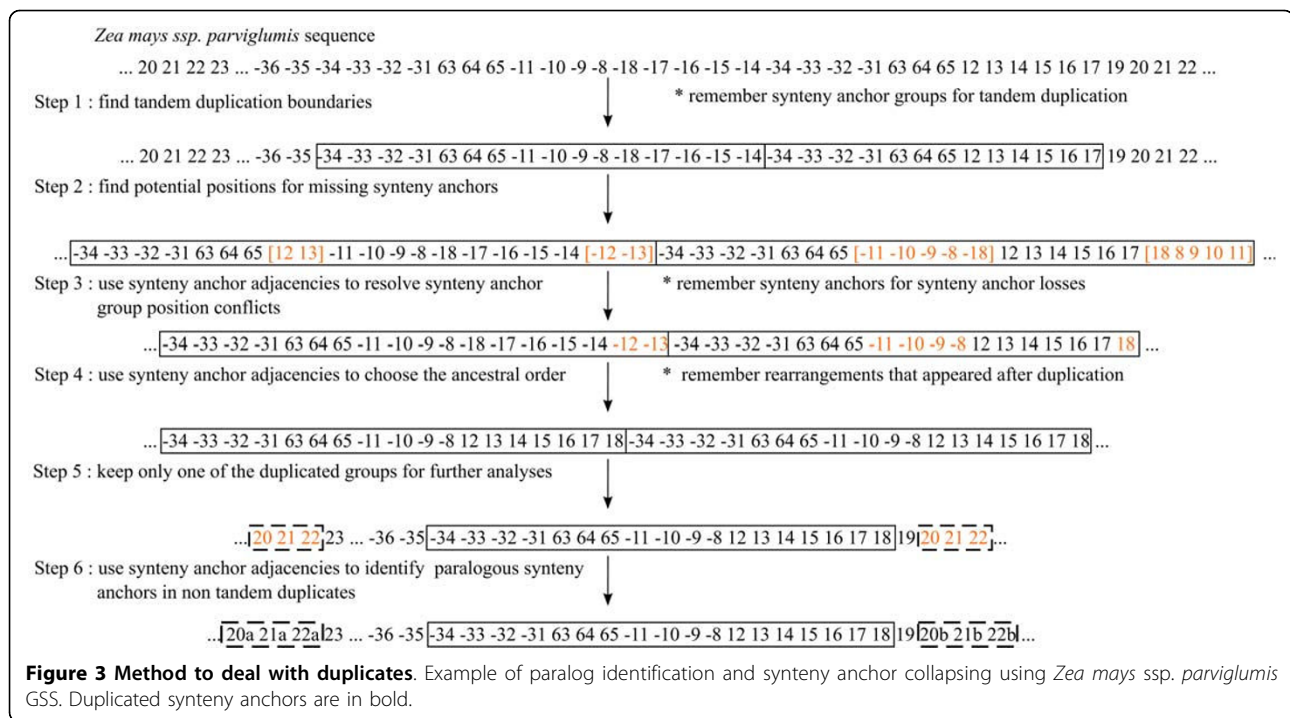 Zea mays ssp. parviglumis sequence
... 20 21 22 23 ... -36 -35 -34 -33 -32 -31 63 64 65 -11 -10 -9 -8 -18 -17 -16 -15 -14 -34 -33 -32 -31 63 64 65 12 13 14 15 16 17 19 20 21 22 ...
Step 1 : find tandem duplication boundaries
* remember synteny anchor groups for tandem duplication
... 20 21 22 23 ... -36 -35 -34 -33 -32 -31 63 64 65 -11 -10 -9 -8 -18 -17 -16 -15 -14 -34 -33 -32 -31 63 64 65 12 13 14 15 16 17 19 20 21 22 ...
Step 2 : find potential positions for missing synteny anchors
... -34 -33 -32 -31 63 64 65 [12 13] -11 -10 -9 -8 -18 -17 -16 -15 -14 [-12 -13] -34 -33 -32 -31 63 64 65 [-11 -10 -9 -8 -18] 12 13 14 15 16 17 [18 8 9 10 11] ...
Step 3 : use synteny anchor adjacencies to resolve synteny anchor
group position conflicts
* remember synteny anchors for synteny anchor losses
... -34 -33 -32 -31 63 64 65 -11 -10 -9 -8 -18 -17 -16 -15 -14 -12 -13 -34 -33 -32 -31 63 64 65 -11 -10 -9 -8 12 13 14 15 16 17 18 ...
Step 4 : use synteny anchor adjacencies to choose the ancestral order
* remember rearrangements that appeared after duplication
... -34 -33 -32 -31 63 64 65 -11 -10 -9 -8 12 13 14 15 16 17 18 -34 -33 -32 -31 63 64 65 -11 -10 -9 -8 12 13 14 15 16 17 18 ...
Step 5 : keep only one of the duplicated groups for further analyses
... 20 21 22 23 ... -36 -35 -34 -33 -32 -31 63 64 65 -11 -10 -9 -8 12 13 14 15 16 17 18 19 20 21 22 ...
Step 6 : use synteny anchor adjacencies to identify paralogous synteny
anchors in non tandem duplicates
... 20a 21a 22a 23 ... -36 -35 -34 -33 -32 -31 63 64 65 -11 -10 -9 -8 12 13 14 15 16 17 18 19 20b 21b 22b ...
Figure 3 Method to deal with duplicates. Example of paralog identification and synteny anchor collapsing using Zea mays ssp. parviglumis
GSS. Duplicated synteny anchors are in bold.